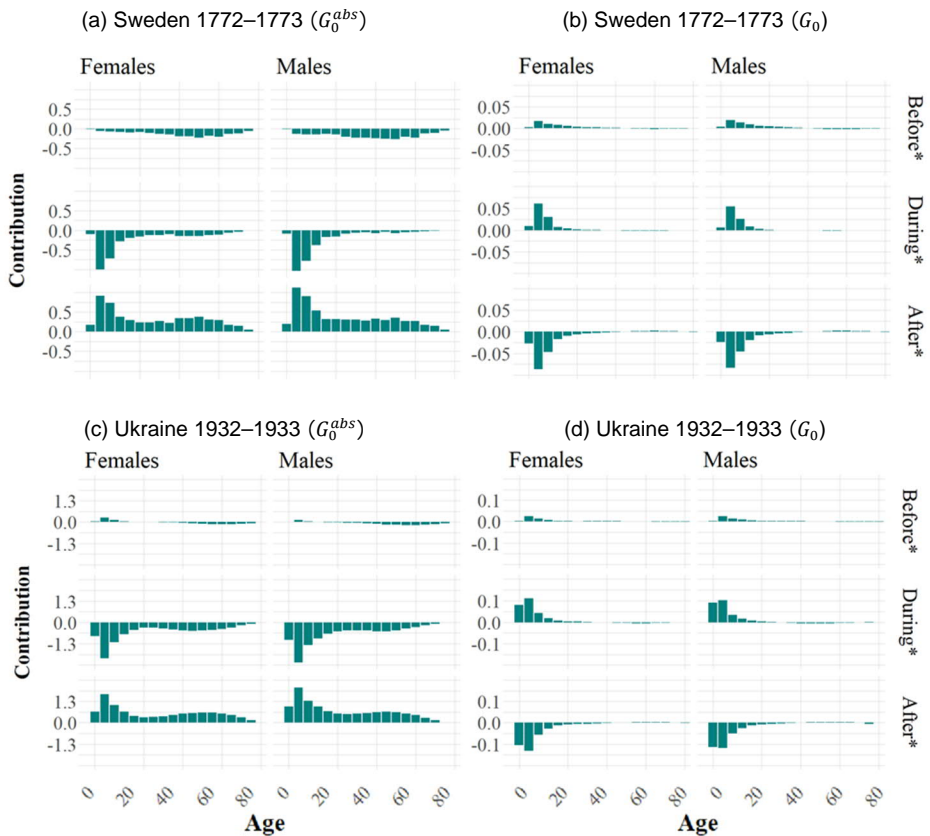 (a) Sweden 1772–1773 (G₀ᵃᵇˢ)
(b) Sweden 1772–1773 (G₀)
Females Males
Females Males
0.5
0.0
-0.5
0.5
0.0
-0.5
0.5
0.0
-0.5
Contribution
0.05
0.00
-0.05
0.05
0.00
-0.05
0.00
-0.05
Before*
During*
After*
(c) Ukraine 1932–1933 (G₀ᵃᵇˢ)
(d) Ukraine 1932–1933 (G₀)
Females Males
Females Males
1.3
0.0
-1.3
1.3
0.0
-1.3
1.3
0.0
-1.3
Contribution
0.1
0.0
-0.1
0.1
0.0
-0.1
0.1
0.0
-0.1
Before*
During*
After*
0 20 40 60 80 0 20 40 60 80
0 20 40 60 80 0 20 40 60 80
Age
Age